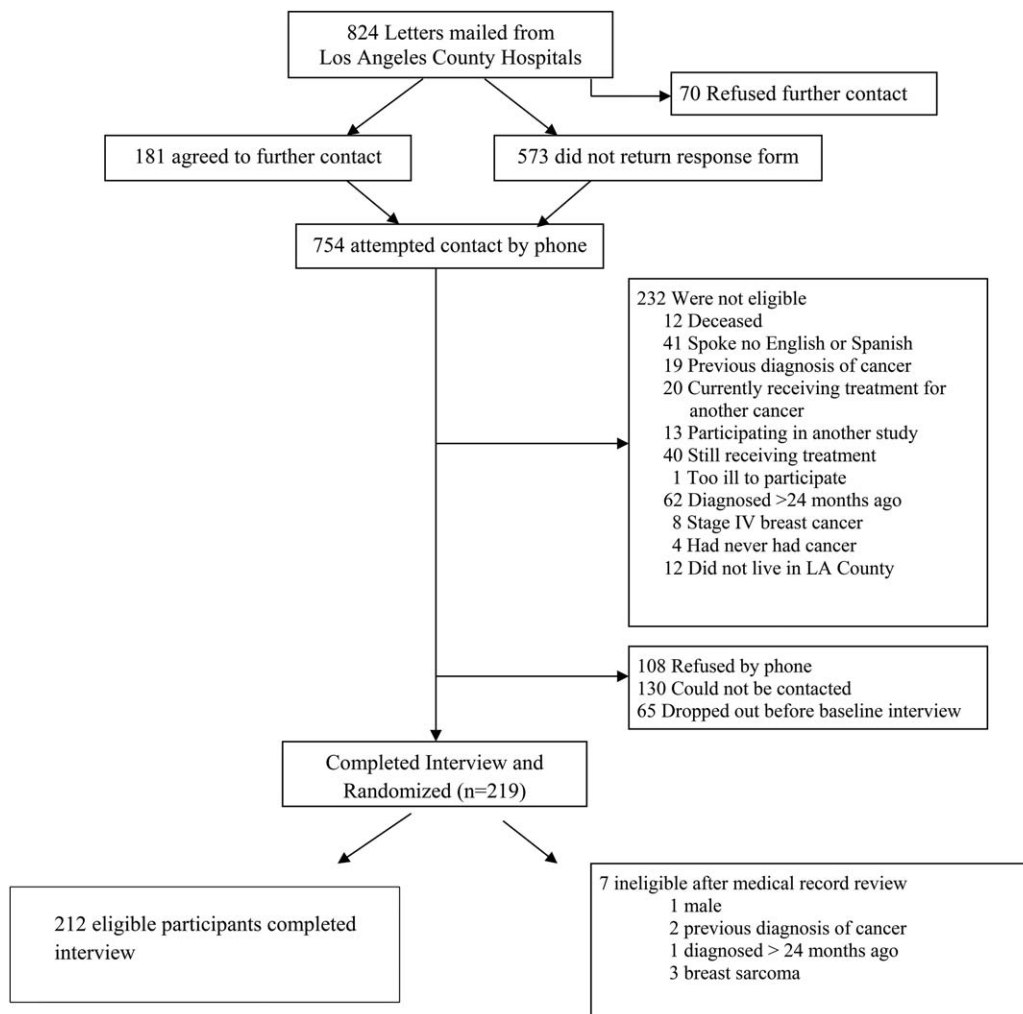 824 Letters mailed from
Los Angeles County Hospitals
70 Refused further contact
181 agreed to further contact
573 did not return response form
754 attempted contact by phone
232 Were not eligible
12 Deceased
41 Spoke no English or Spanish
19 Previous diagnosis of cancer
20 Currently receiving treatment for
another cancer
13 Participating in another study
40 Still receiving treatment
1 Too ill to participate
62 Diagnosed >24 months ago
8 Stage IV breast cancer
4 Had never had cancer
12 Did not live in LA County
108 Refused by phone
130 Could not be contacted
65 Dropped out before baseline interview
Completed Interview and
Randomized (n=219)
212 eligible participants completed
interview
7 ineligible after medical record review
1 male
2 previous diagnosis of cancer
1 diagnosed > 24 months ago
3 breast sarcoma